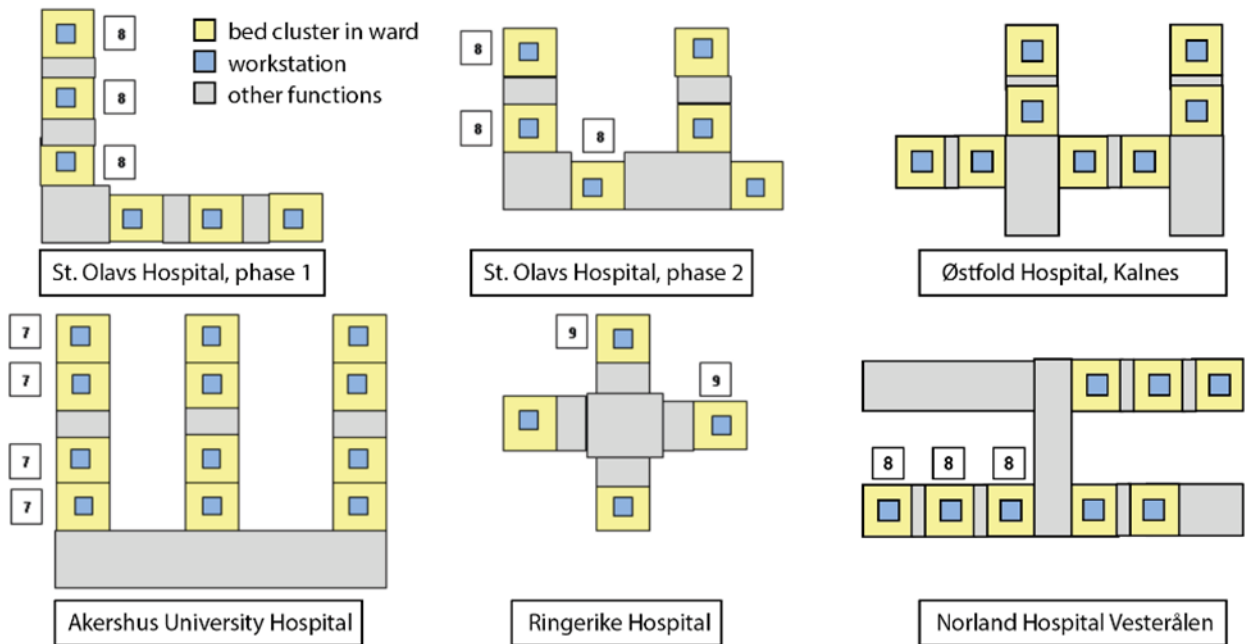 8
bed cluster in ward
workstation
other functions
8
8
St. Olavs Hospital, phase 1
8
8
8
St. Olavs Hospital, phase 2
Østfold Hospital, Kalnes
7
7
7
7
Akershus University Hospital
9
9
Ringerike Hospital
8 8 8
Norland Hospital Vesterålen